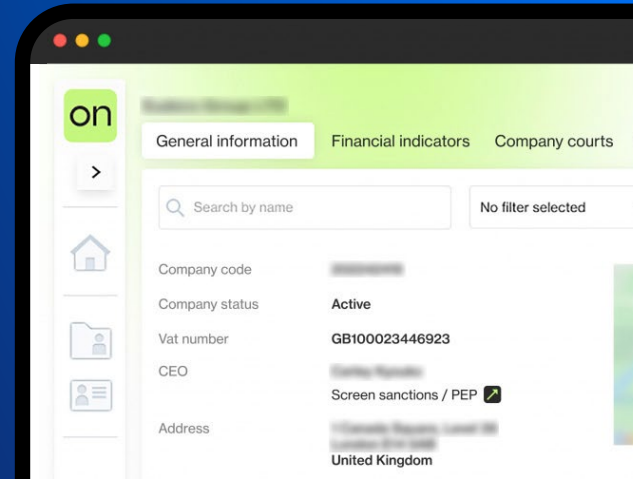 on
General information
Financial indicators
Company courts
Search by name
No filter selected
Company code
Company status
Active
Vat number
GB100023446923
CEO
Screen sanctions / PEP
Address
United Kingdom